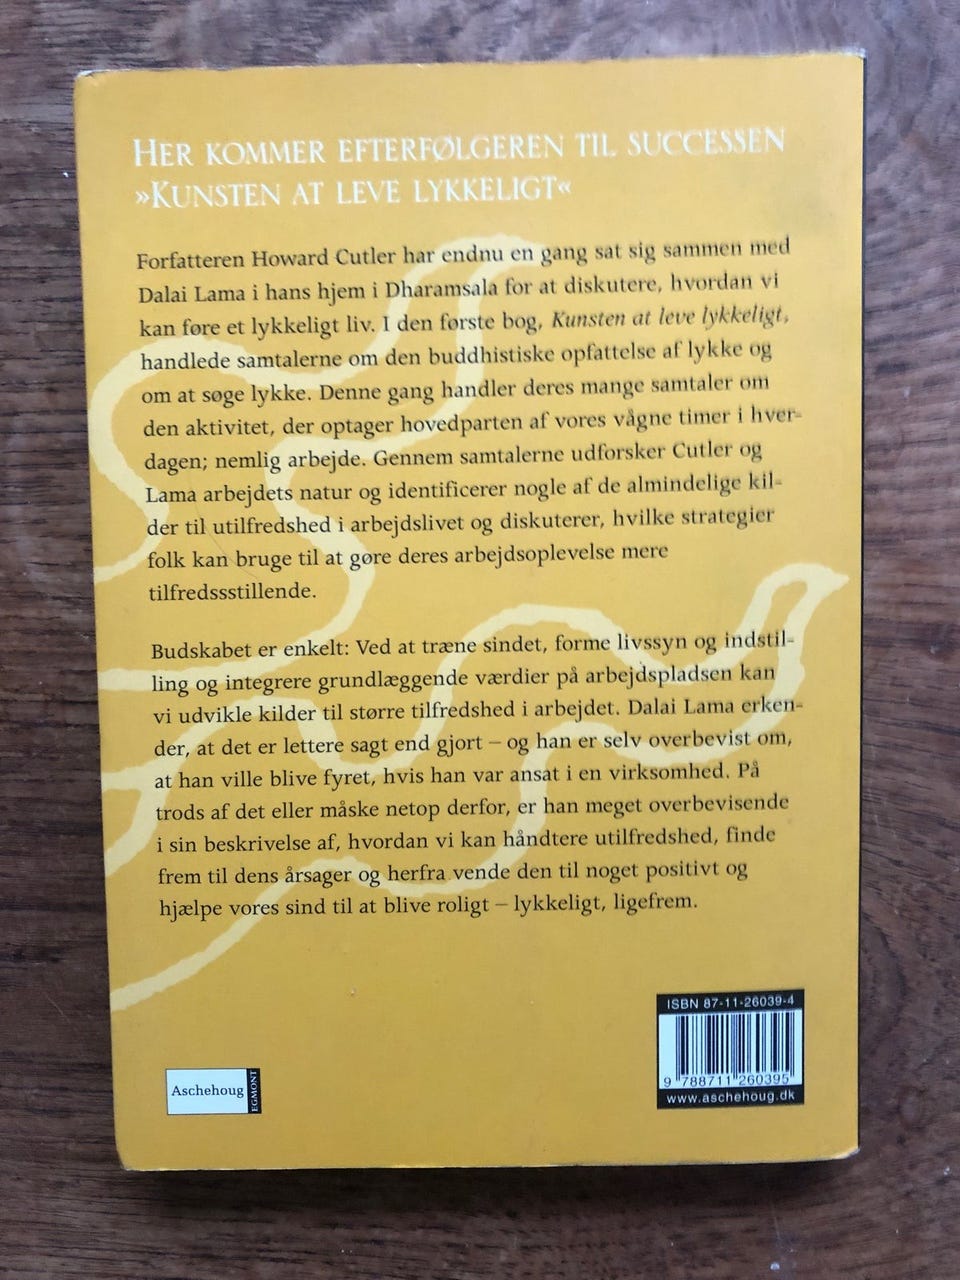 HER KOMMER EFTERFØLGEREN TIL SUCCESSEN
»KUNSTEN AT LEVE LYKKELIGT«
Forfatteren Howard Cutler har endnu en gang sat sig sammen med
Dalai Lama i hans hjem i Dharamsala for at diskutere, hvordan vi
kan føre et lykkeligt liv. I den første bog, Kunsten at leve lykkeligt,
handlede samtalerne om den buddhistiske opfattelse af lykke og
om at søge lykke. Denne gang handler deres mange samtaler om
den aktivitet, der optager hovedparten af vores vågne timer i hver-
dagen; nemlig arbejde. Gennem samtalerne udforsker Cutler og
Lama arbejdets natur og identificerer nogle af de almindelige kil-
der til utilfredshed i arbejdslivet og diskuterer, hvilke strategier
folk kan bruge til at gøre deres arbejdsoplevelse mere
tilfredssstillende.
Budskabet er enkelt: Ved at træne sindet, forme livssyn og indstil-
ling og integrere grundlæggende værdier på arbejdspladsen kan
vi udvikle kilder til større tilfredshed i arbejdet. Dalai Lama erken-
der, at det er lettere sagt end gjort – og han er selv overbevist om,
at han ville blive fyret, hvis han var ansat i en virksomhed. På
trods af det eller måske netop derfor, er han meget overbevisende
i sin beskrivelse af, hvordan vi kan håndtere utilfredshed, finde
frem til dens årsager og herfra vende den til noget positivt og
hjælpe vores sind til at blive roligt – lykkeligt, ligefrem.
ISBN 87-11-26039-4
9 788711 260395
www.aschehoug.dk
Aschehoug
EGMONT